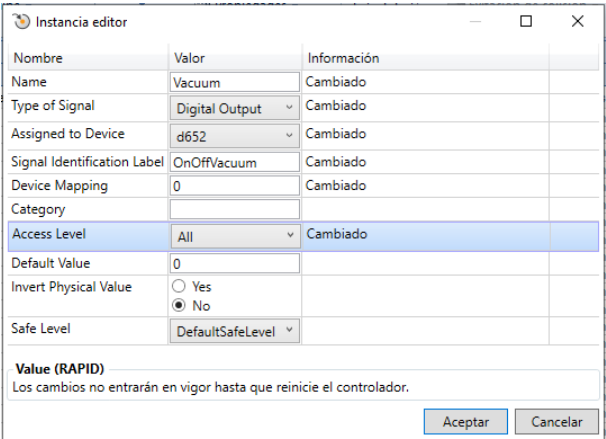 Instancia editor
Nombre Valor Información
Name Vacuum Cambiado
Type of Signal Digital Output Cambiado
Assigned to Device d652 Cambiado
Signal Identification Label OnOffVacuum Cambiado
Device Mapping 0 Cambiado
Category
Access Level All Cambiado
Default Value 0
Invert Physical Value Yes
No
Safe Level DefaultSafeLevel
Value (RAPID)
Los cambios no entrarán en vigor hasta que reinicie el controlador.
Aceptar Cancelar